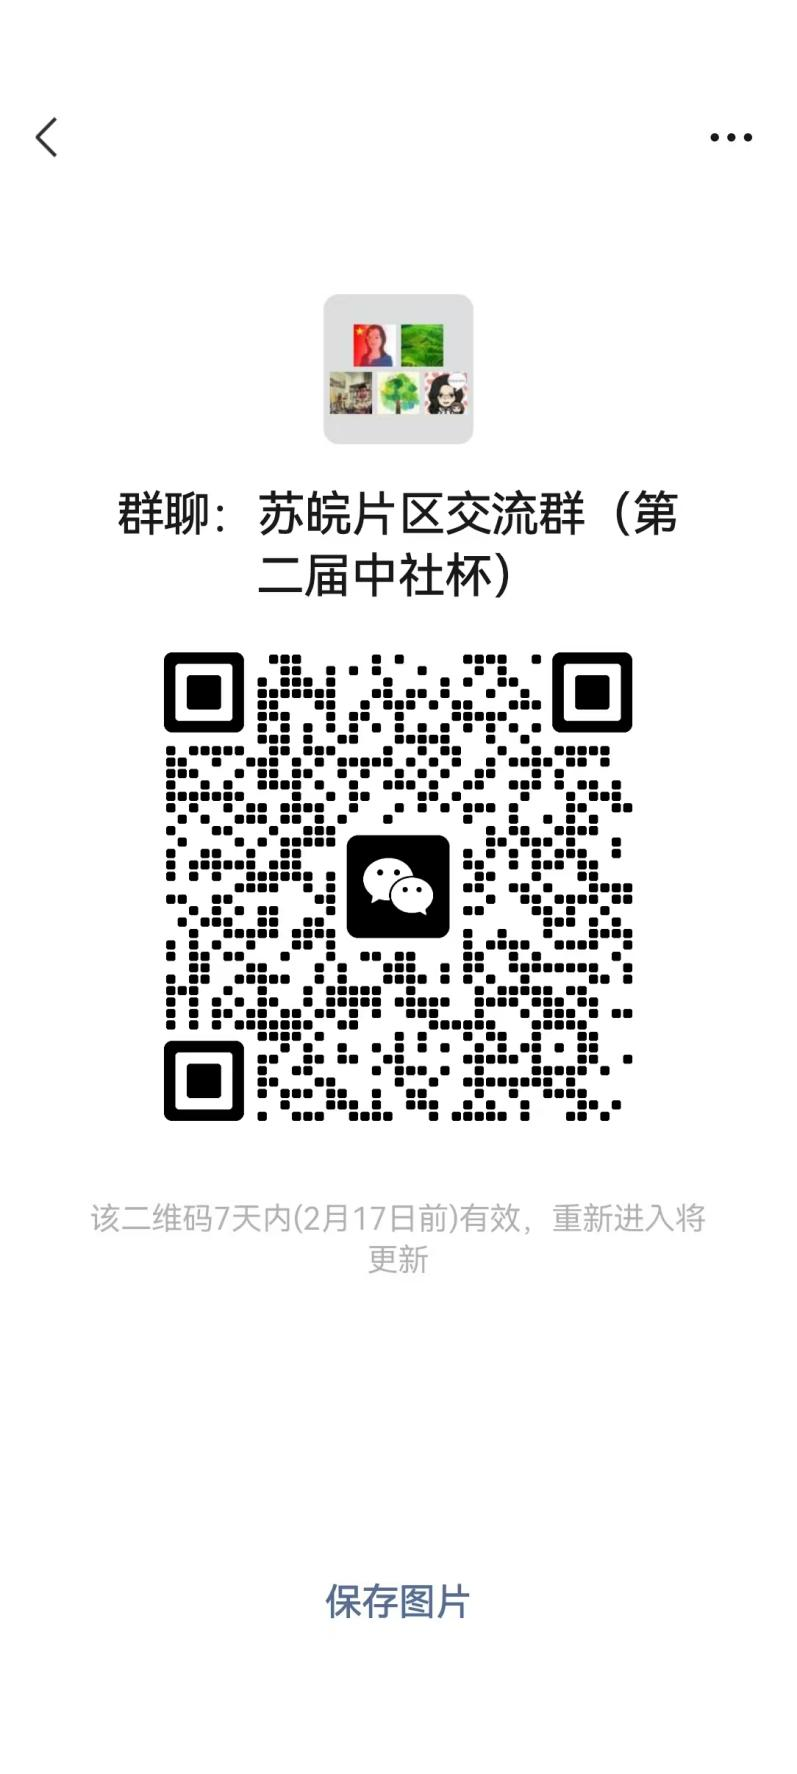 群聊：苏皖片区交流群（第
二届中社杯）
该二维码7天内(2月17日前)有效，重新进入将
更新
保存图片